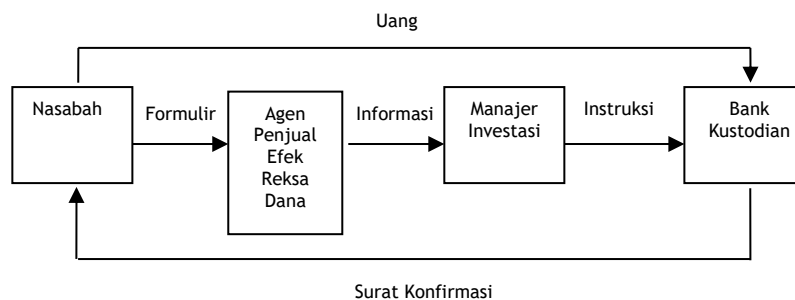 Uang
Nasabah
Formulir
Agen
Penjual
Efek
Reksa
Dana
Informasi
Manajer
Investasi
Instruksi
Bank
Kustodian
Surat Konfirmasi